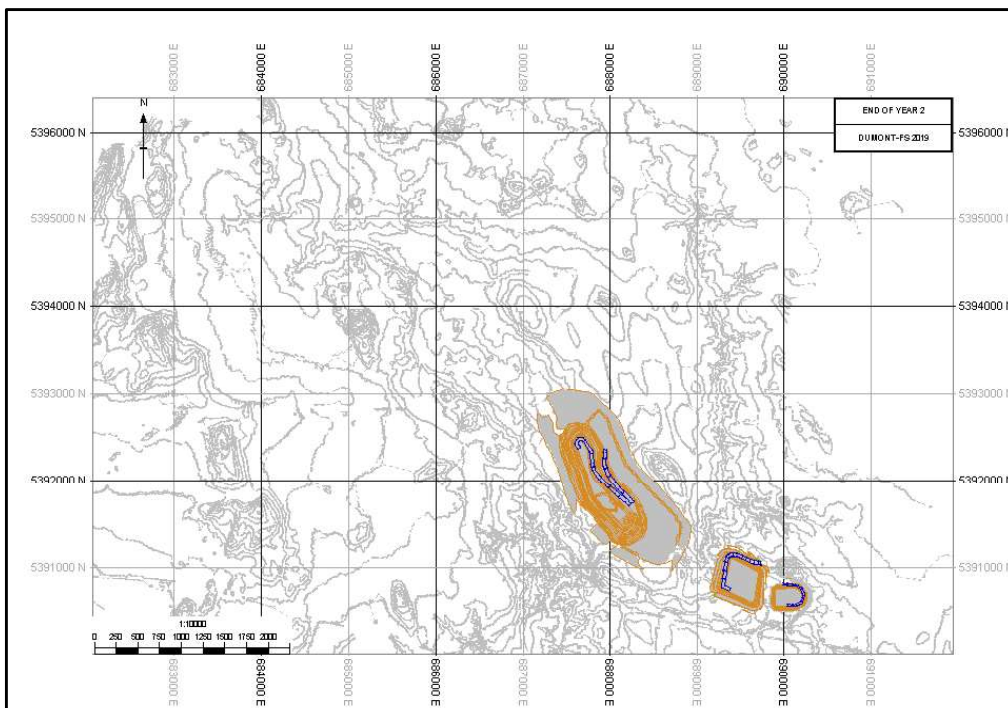 683000 E
684000 E
685000 E
686000 E
687000 E
688000 E
689000 E
690000 E
691000 E
N
END OF YEAR 2
DUMONT-FS2019
5396000 N
5396000 N
5395000 N
5395000 N
5394000 N
5394000 N
5393000 N
5393000 N
5392000 N
5392000 N
5391000 N
5391000 N
1:10000
0 250 500 750 1000 1250 1500 1750 2000
683000 E
684000 E
685000 E
686000 E
687000 E
688000 E
689000 E
690000 E
691000 E